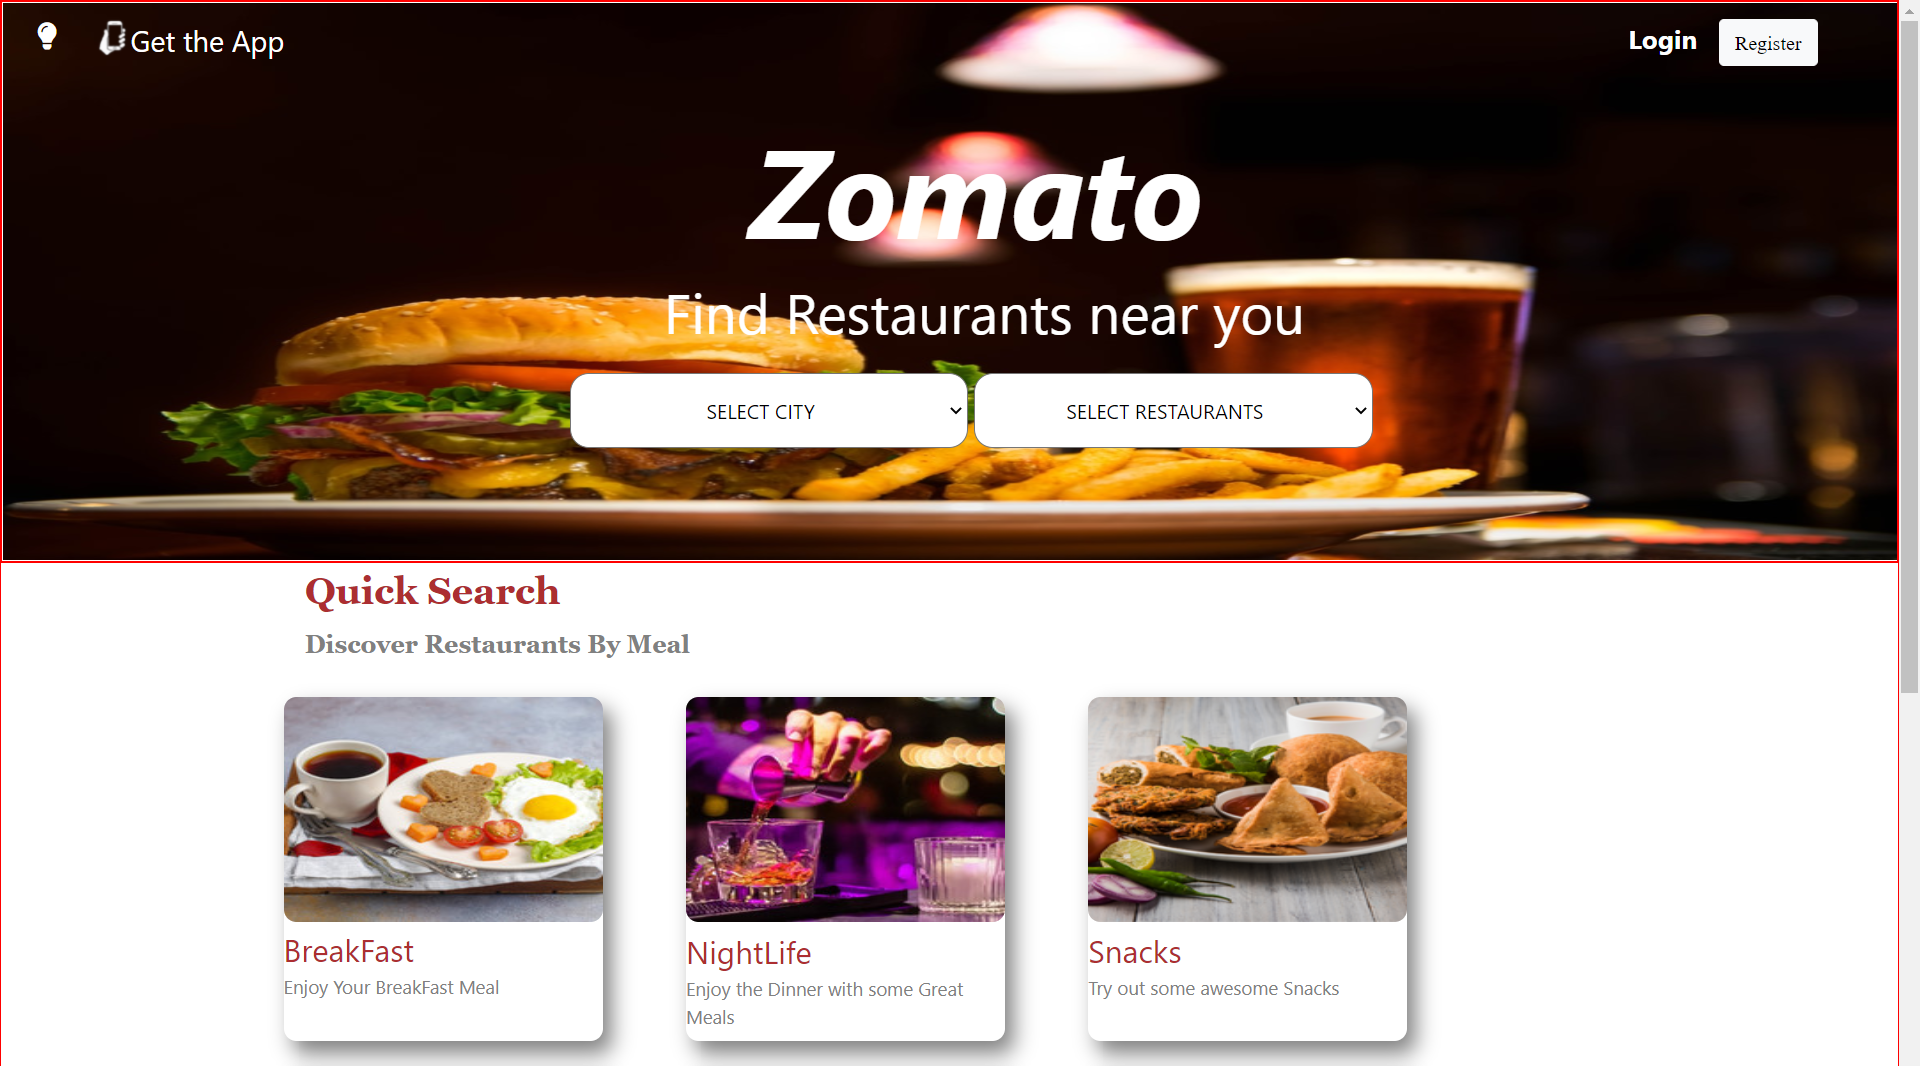 Get the App
Login
Register
Zomato
Find Restaurants near you
SELECT CITY
SELECT RESTAURANTS
Quick Search
Discover Restaurants By Meal
BreakFast
Enjoy Your BreakFast Meal
NightLife
Enjoy the Dinner with some Great
Meals
Snacks
Try out some awesome Snacks